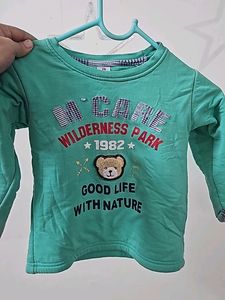 M'CARE
WILDERNESS PARK
★ 1982 ★
GOOD LIFE
WITH NATURE